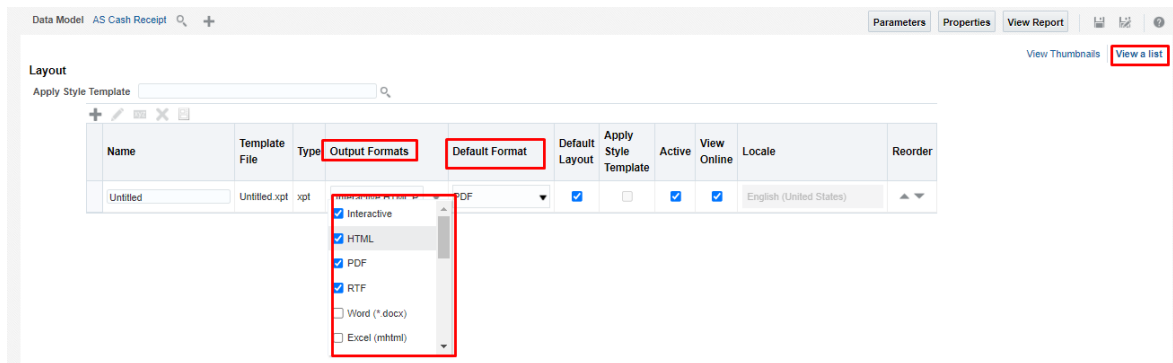 Data Model AS Cash Receipt
Parameters Properties View Report
View Thumbnails View a list
Layout
Apply Style Template
Name Template File Type Output Formats Default Format Default Layout Apply Style Template Active View Online Locale Reorder
Untitled Untitled.xpt xpt PDF English (United States)
Interactive
HTML
PDF
RTF
Word (*.docx)
Excel (mhtml)